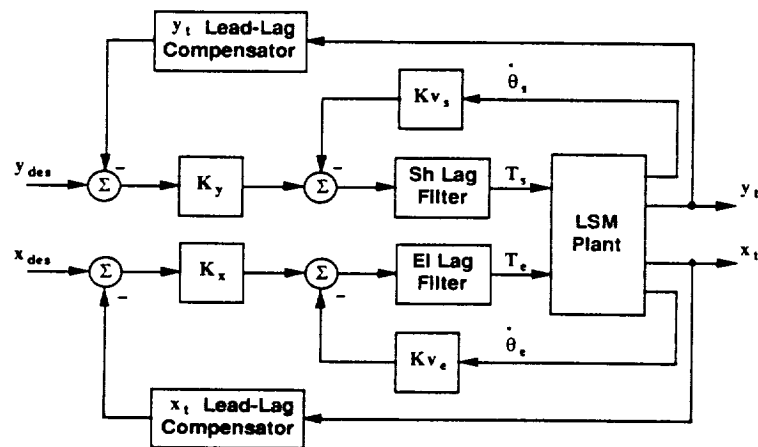 y_t Lead-Lag
Compensator
θ̇_s
Kv_s
−
−
y_des
Σ
K_y
Σ
Sh Lag
Filter
T_s
LSM
Plant
y_t
x_des
Σ
K_x
Σ
El Lag
Filter
T_e
x_t
−
−
Kv_e
θ̇_e
x_t Lead-Lag
Compensator